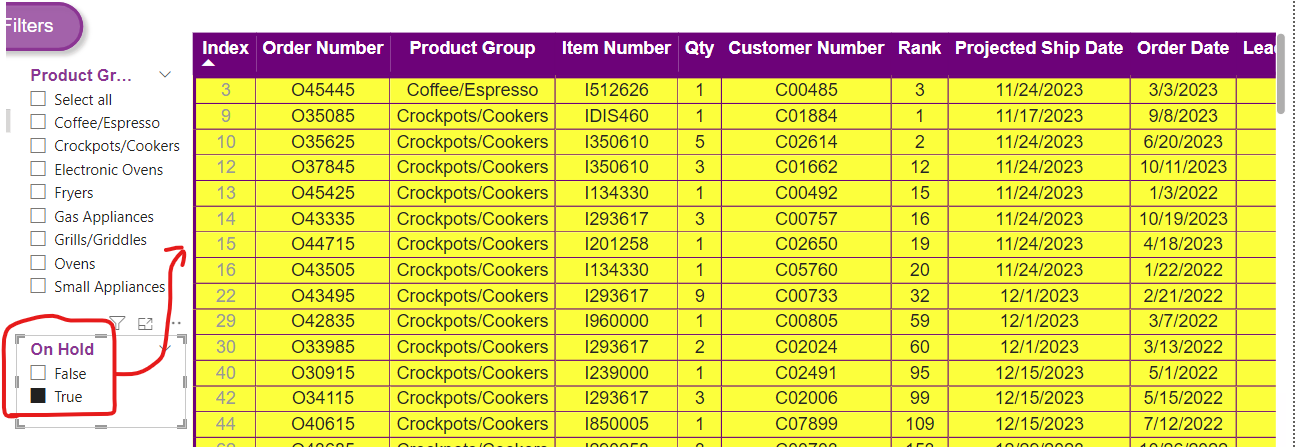 Filters
Product Gr...
Select all
Coffee/Espresso
Crockpots/Cookers
Electronic Ovens
Fryers
Gas Appliances
Grills/Griddles
Ovens
Small Appliances
On Hold
False
True
Index Order Number Product Group Item Number Qty Customer Number Rank Projected Ship Date Order Date
3 O45445 Coffee/Espresso I512626 1 C00485 3 11/24/2023 3/3/2023
9 O35085 Crockpots/Cookers IDIS460 1 C01884 1 11/17/2023 9/8/2023
10 O35625 Crockpots/Cookers I350610 5 C02614 2 11/24/2023 6/20/2023
12 O37845 Crockpots/Cookers I350610 3 C01662 12 11/24/2023 10/11/2023
13 O45425 Crockpots/Cookers I134330 1 C00492 15 11/24/2023 1/3/2022
14 O43335 Crockpots/Cookers I293617 3 C00757 16 11/24/2023 10/19/2023
15 O44715 Crockpots/Cookers I201258 1 C02650 19 11/24/2023 4/18/2023
16 O43505 Crockpots/Cookers I134330 1 C05760 20 11/24/2023 1/22/2022
22 O43495 Crockpots/Cookers I293617 9 C00733 32 12/1/2023 2/21/2022
29 O42835 Crockpots/Cookers I960000 1 C00805 59 12/1/2023 3/7/2022
30 O33985 Crockpots/Cookers I293617 2 C02024 60 12/1/2023 3/13/2022
40 O30915 Crockpots/Cookers I239000 1 C02491 95 12/15/2023 5/1/2022
42 O34115 Crockpots/Cookers I293617 3 C02006 99 12/15/2023 5/15/2022
44 O40615 Crockpots/Cookers I850005 1 C07899 109 12/15/2023 7/12/2022